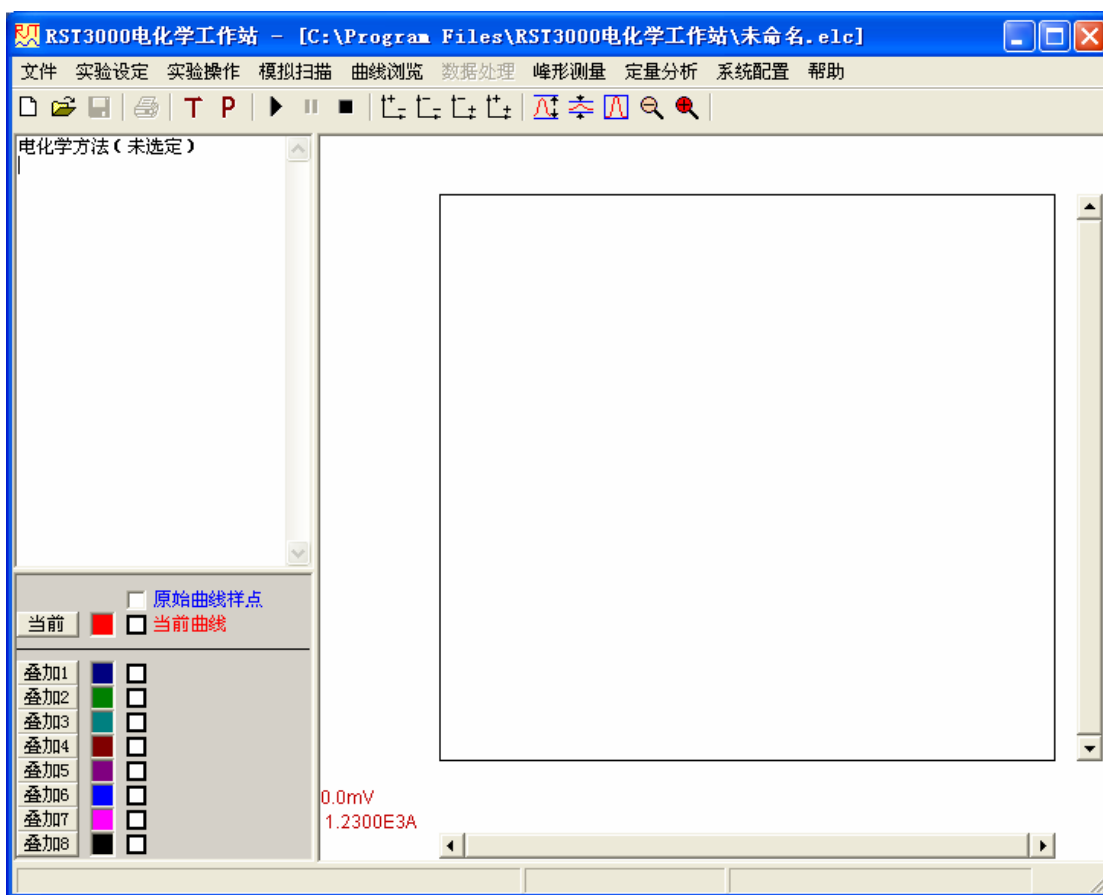 RST3000电化学工作站 - [C:\Program Files\RST3000电化学工作站\未命名.elc]
文件 实验设定 实验操作 模拟扫描 曲线浏览 数据处理 峰形测量 定量分析 系统配置 帮助
T P
电化学方法(未选定)
原始曲线样点
当前 当前曲线
叠加1
叠加2
叠加3
叠加4
叠加5
叠加6
叠加7
叠加8
0.0mV
1.2300E3A